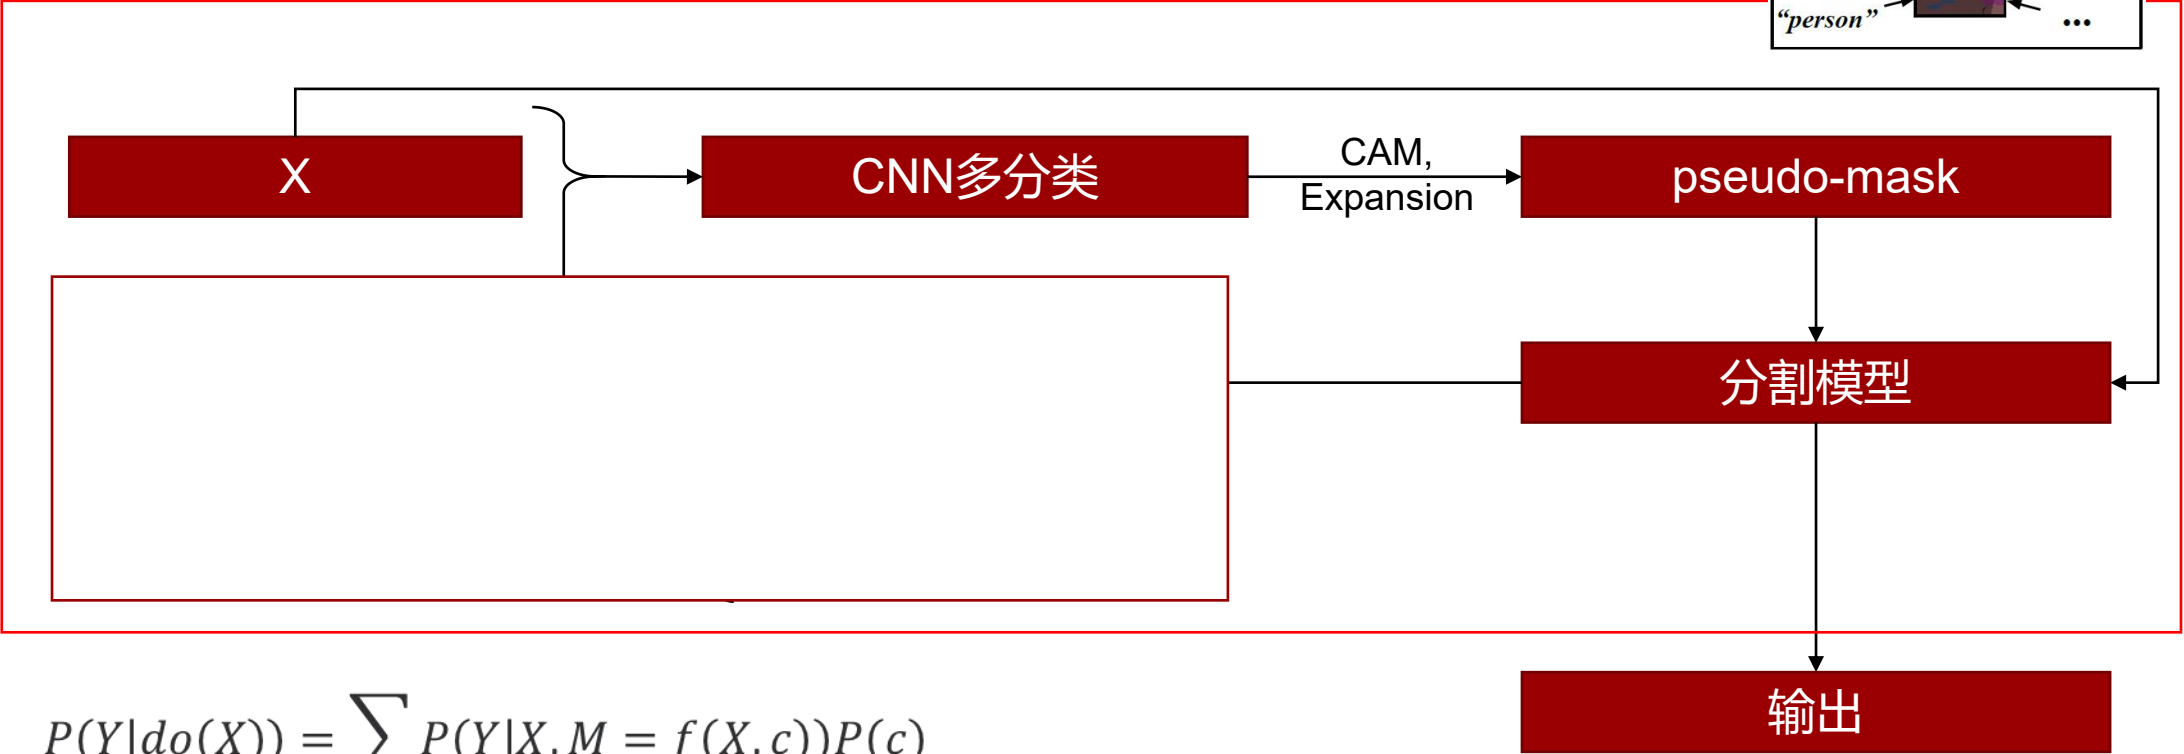 “person”
...
X
CNN多分类
CAM,
Expansion
pseudo-mask
分割模型
输出
P(Y|do(X)) = ∑ P(Y|X, M = f(X, c))P(c)